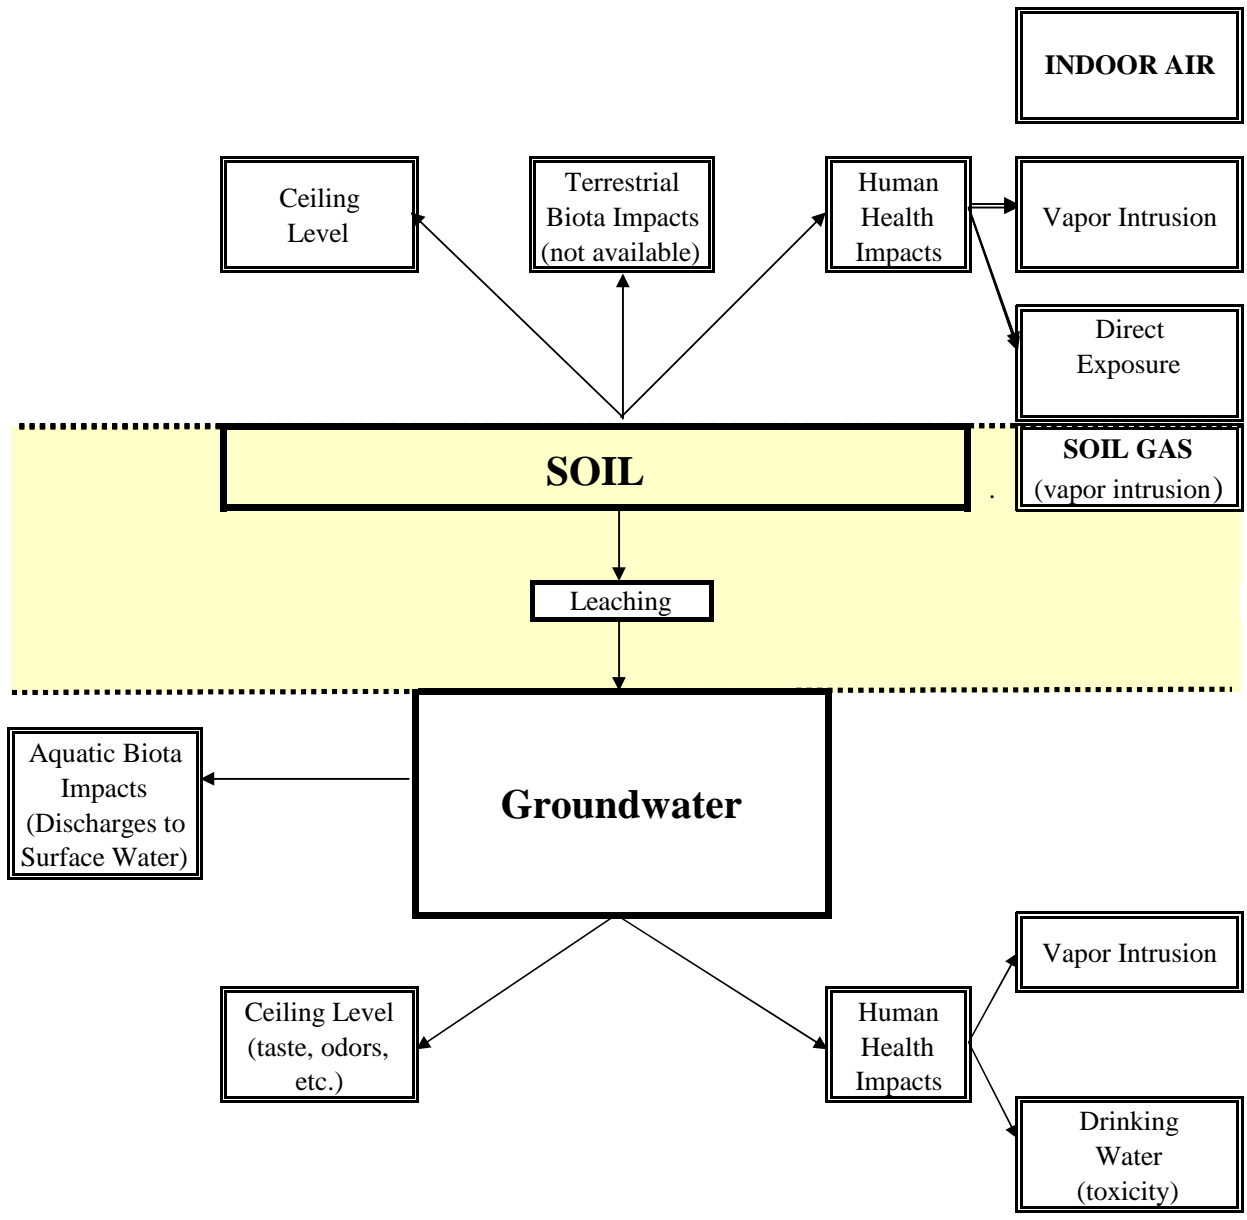 INDOOR AIR
Ceiling
Level
Terrestrial
Biota Impacts
(not available)
Human
Health
Impacts
Vapor Intrusion
Direct
Exposure
SOIL
.
SOIL GAS
(vapor intrusion)
Leaching
Groundwater
Aquatic Biota
Impacts
(Discharges to
Surface Water)
Ceiling Level
(taste, odors,
etc.)
Human
Health
Impacts
Vapor Intrusion
Drinking
Water
(toxicity)